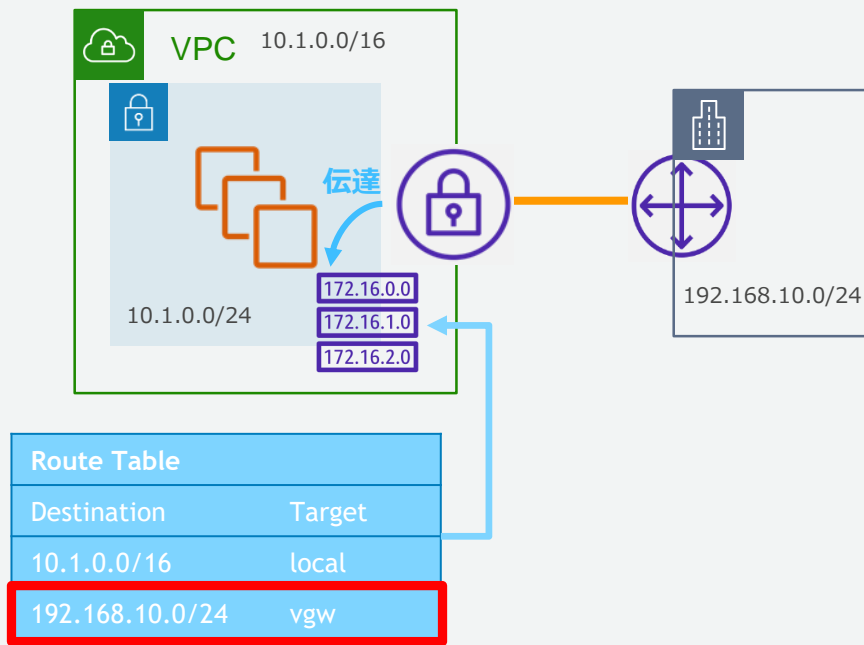 VPC 10.1.0.0/16
伝達
172.16.0.0
172.16.1.0
172.16.2.0
10.1.0.0/24
192.168.10.0/24
Route Table
Destination Target
10.1.0.0/16 local
192.168.10.0/24 vgw